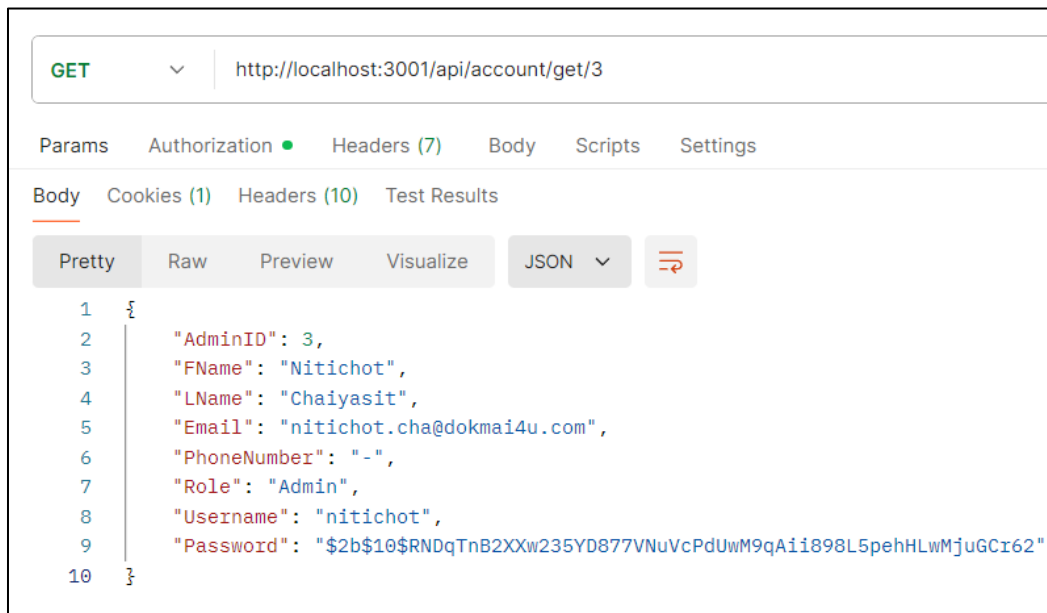 GET http://localhost:3001/api/account/get/3
Params Authorization Headers (7) Body Scripts Settings
Body Cookies (1) Headers (10) Test Results
Pretty Raw Preview Visualize JSON
1 {
2 "AdminID": 3,
3 "FName": "Nitichot",
4 "LName": "Chaiyasit",
5 "Email": "nitichot.cha@dokmai4u.com",
6 "PhoneNumber": "-",
7 "Role": "Admin",
8 "Username": "nitichot",
9 "Password": "$2b$10$RNDqTnB2XXw235YD877VNuVcPdUwM9qAii898L5pehHLwMjuGCr62"
10 }